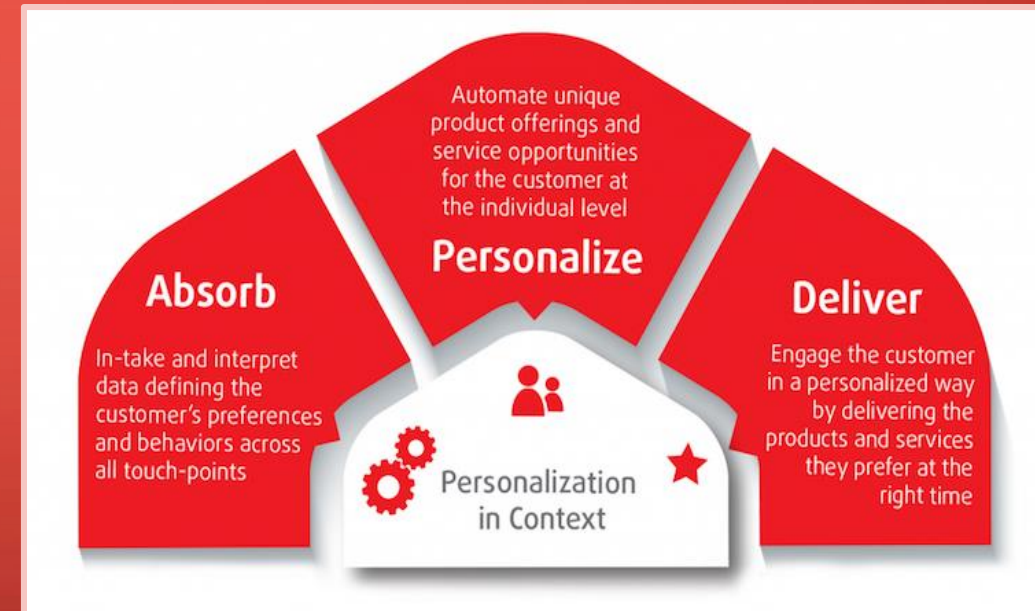 Absorb
In-take and interpret
data defining the
customer's preferences
and behaviors across
all touch-points
Automate unique
product offerings and
service opportunities
for the customer at
the individual level
Personalize
Deliver
Engage the customer
in a personalized way
by delivering the
products and services
they prefer at the
right time
Personalization
in Context